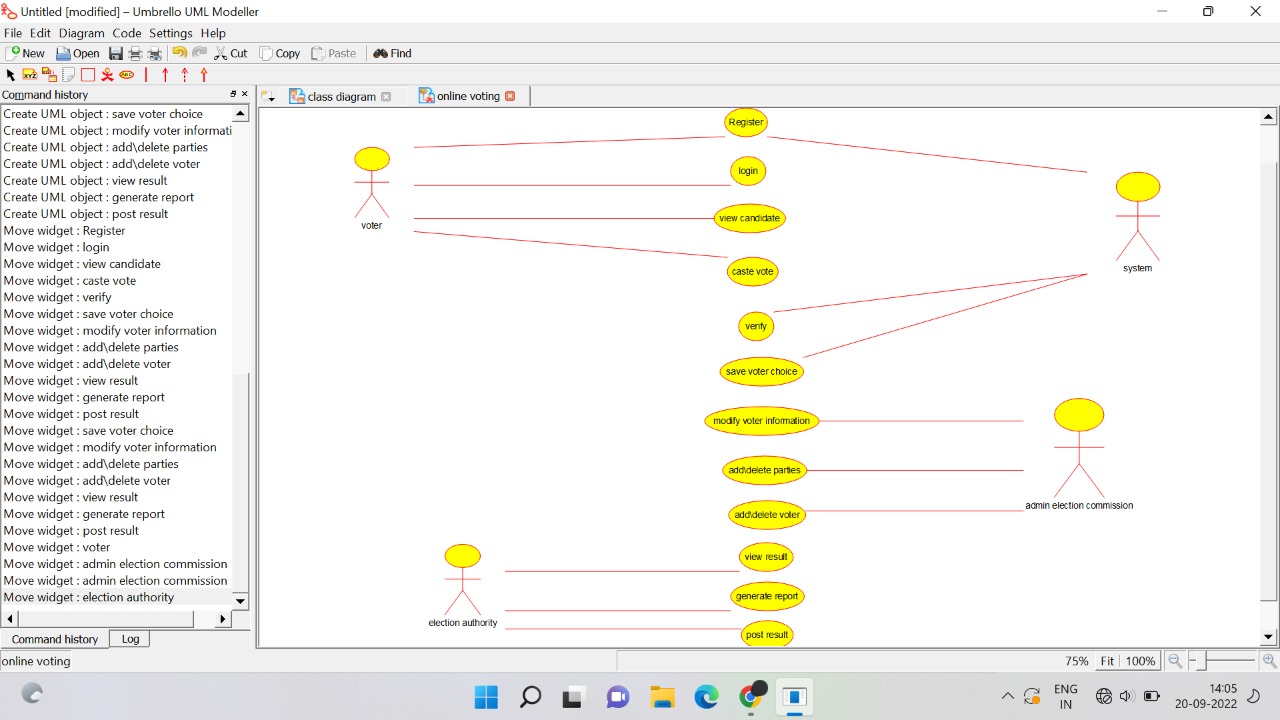 Untitled [modified] – Umbrello UML Modeller
File Edit Diagram Code Settings Help
New Open Cut Copy Paste Find
Command history
class diagram
online voting
Create UML object : save voter choice
Create UML object : modify voter informati
Create UML object : add\delete parties
Create UML object : add\delete voter
Create UML object : view result
Create UML object : generate report
Create UML object : post result
Move widget : Register
Move widget : login
Move widget : view candidate
Move widget : caste vote
Move widget : verify
Move widget : save voter choice
Move widget : modify voter information
Move widget : add\delete parties
Move widget : add\delete voter
Move widget : view result
Move widget : generate report
Move widget : post result
Move widget : save voter choice
Move widget : modify voter information
Move widget : add\delete parties
Move widget : add\delete voter
Move widget : view result
Move widget : generate report
Move widget : post result
Move widget : voter
Move widget : admin election commission
Move widget : admin election commission
Move widget : election authority
Command history Log
Register
login
view candidate
caste vote
verify
save voter choice
modify voter information
add\delete parties
add\delete voter
view result
generate report
post result
voter
system
admin election commission
election authority
online voting
75% Fit 100%
ENG
IN
14:05
20-09-2022